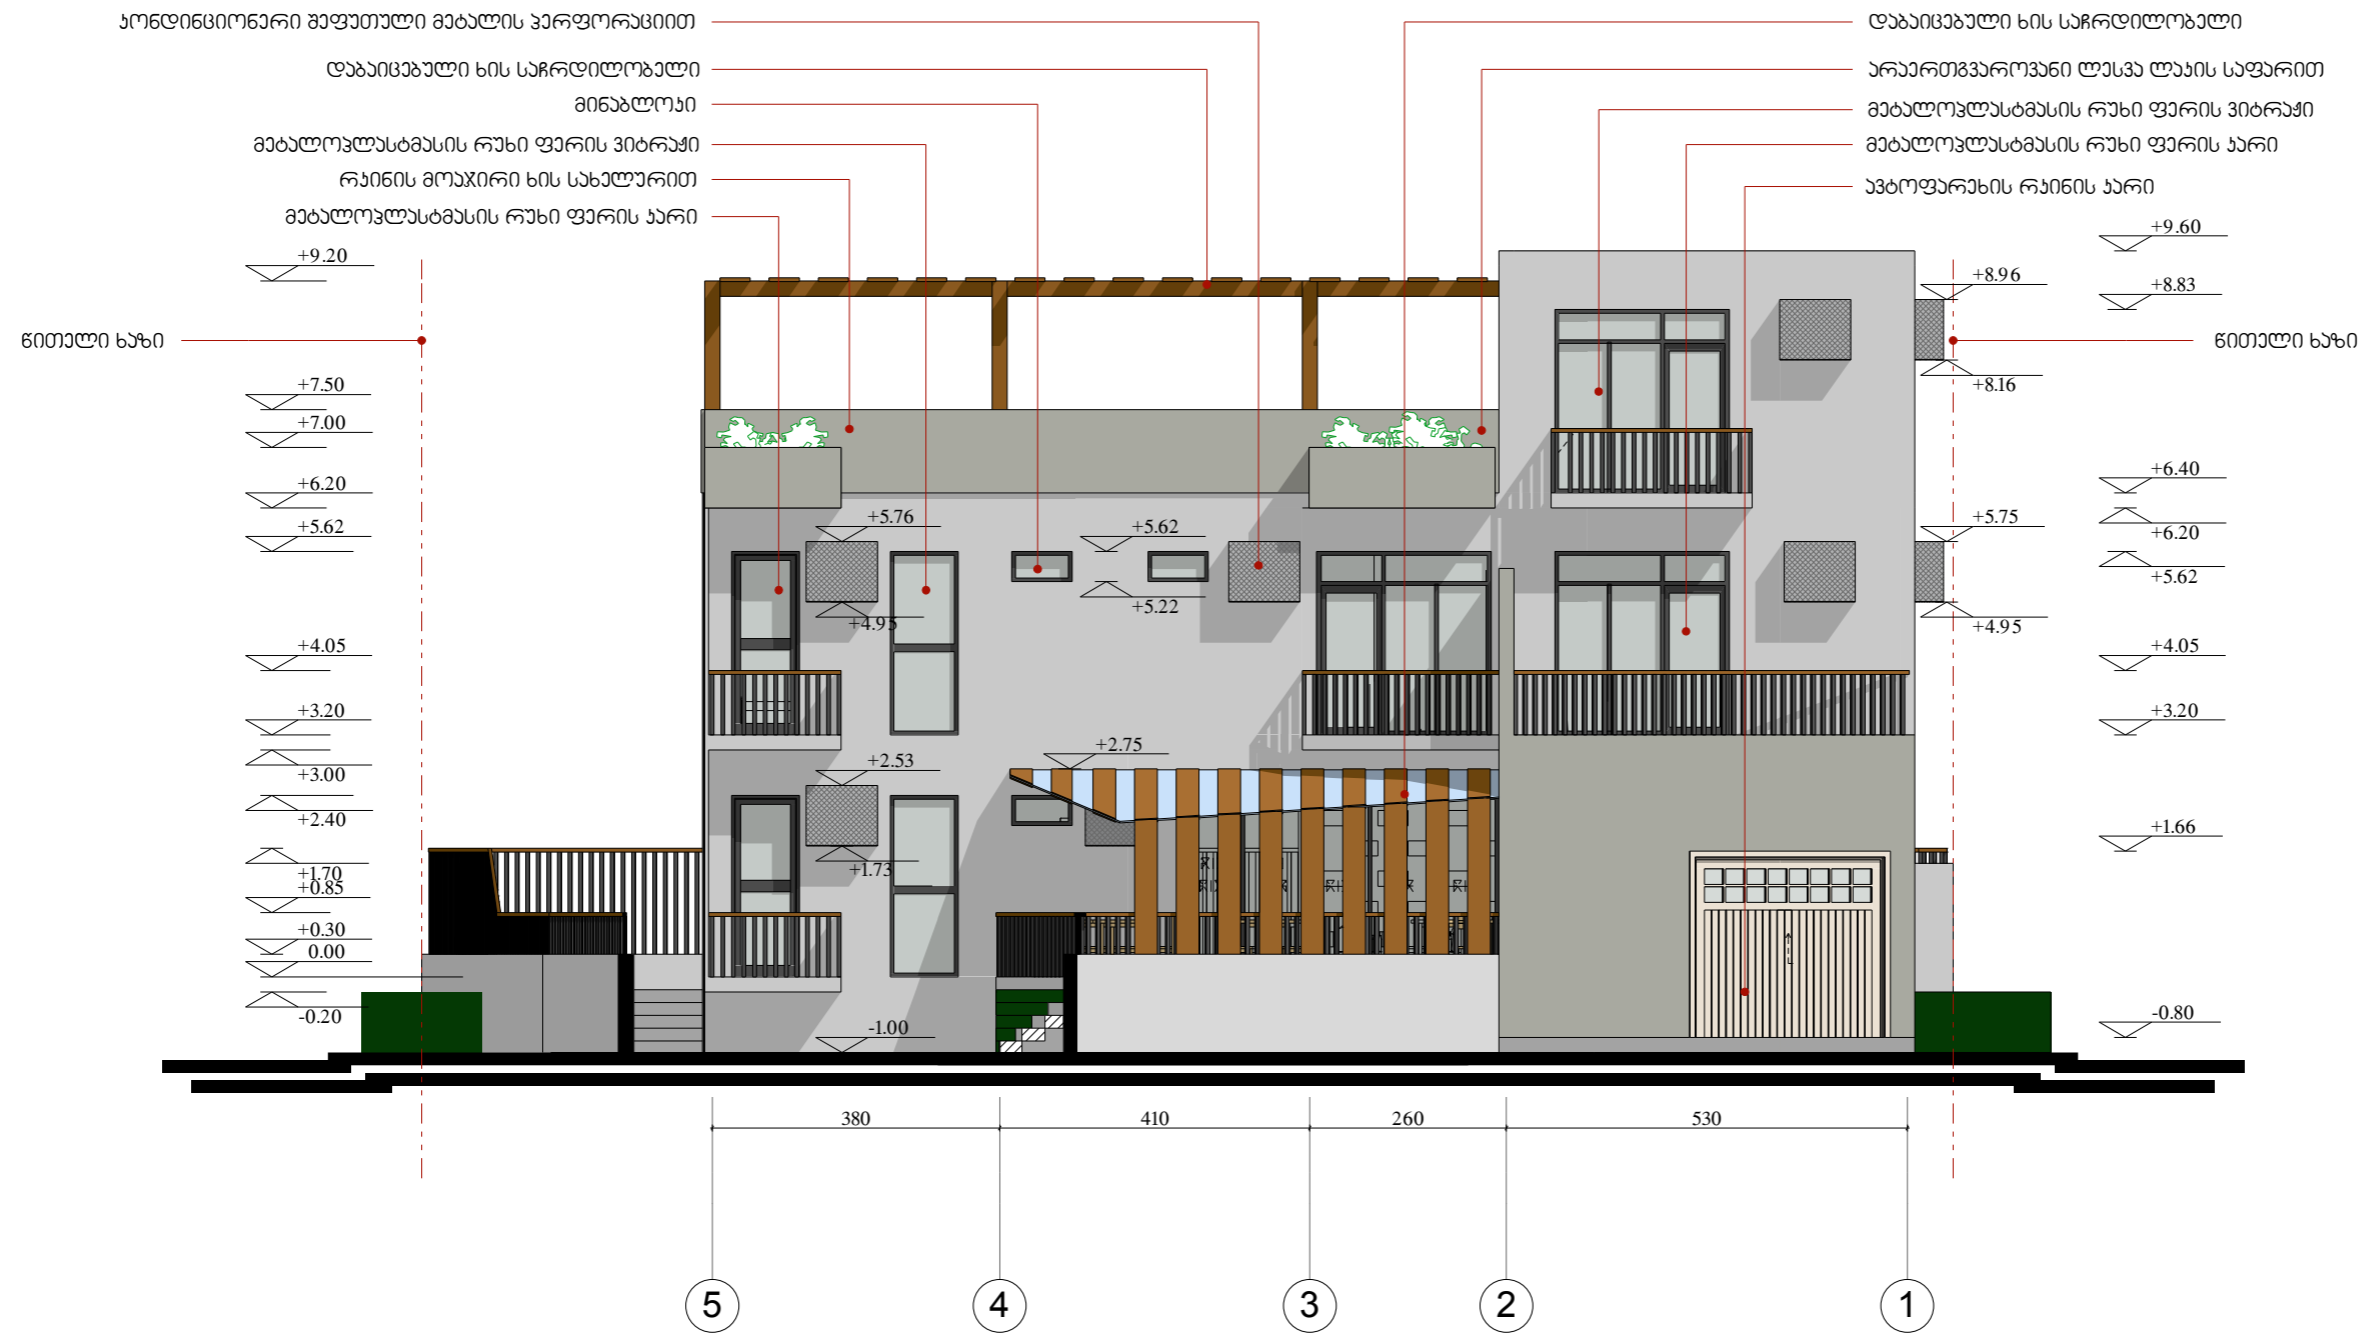 კონდინციონერი შეფუთული მეტალის პერფორაციით
დაბაიცებული ხის საჩრდილობელი
მინაბლოკი
მეტალოპლასტმასის რუხი ფერის ვიტრაჟი
რკინის მოაჯირი ხის სახელურით
მეტალოპლასტმასის რუხი ფერის კარი
დაბაიცებული ხის საჩრდილობელი
არაერთგვაროვანი ლესვა ლაკის საფარით
მეტალოპლასტმასის რუხი ფერის ვიტრაჟი
მეტალოპლასტმასის რუხი ფერის კარი
ავტოფარეხის რკინის კარი
წითელი ხაზი
წითელი ხაზი
+9.20
+7.50
+7.00
+6.20
+5.62
+4.05
+3.20
+3.00
+2.40
+1.70
+0.85
+0.30
0.00
-0.20
+5.76
+4.95
+5.62
+5.22
+2.75
+2.53
+1.73
-1.00
+8.96
+8.16
+5.75
+4.95
+9.60
+8.83
+6.40
+6.20
+5.62
+4.05
+3.20
+1.66
-0.80
380 410 260 530
5 4 3 2 1